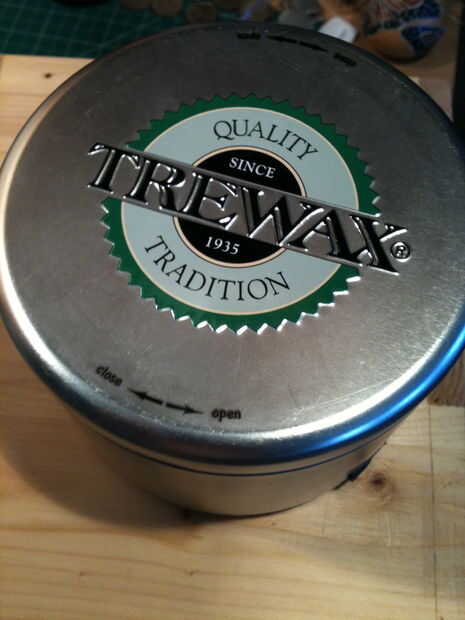 QUALITY
SINCE
TREWAX®
1935
TRADITION
close open